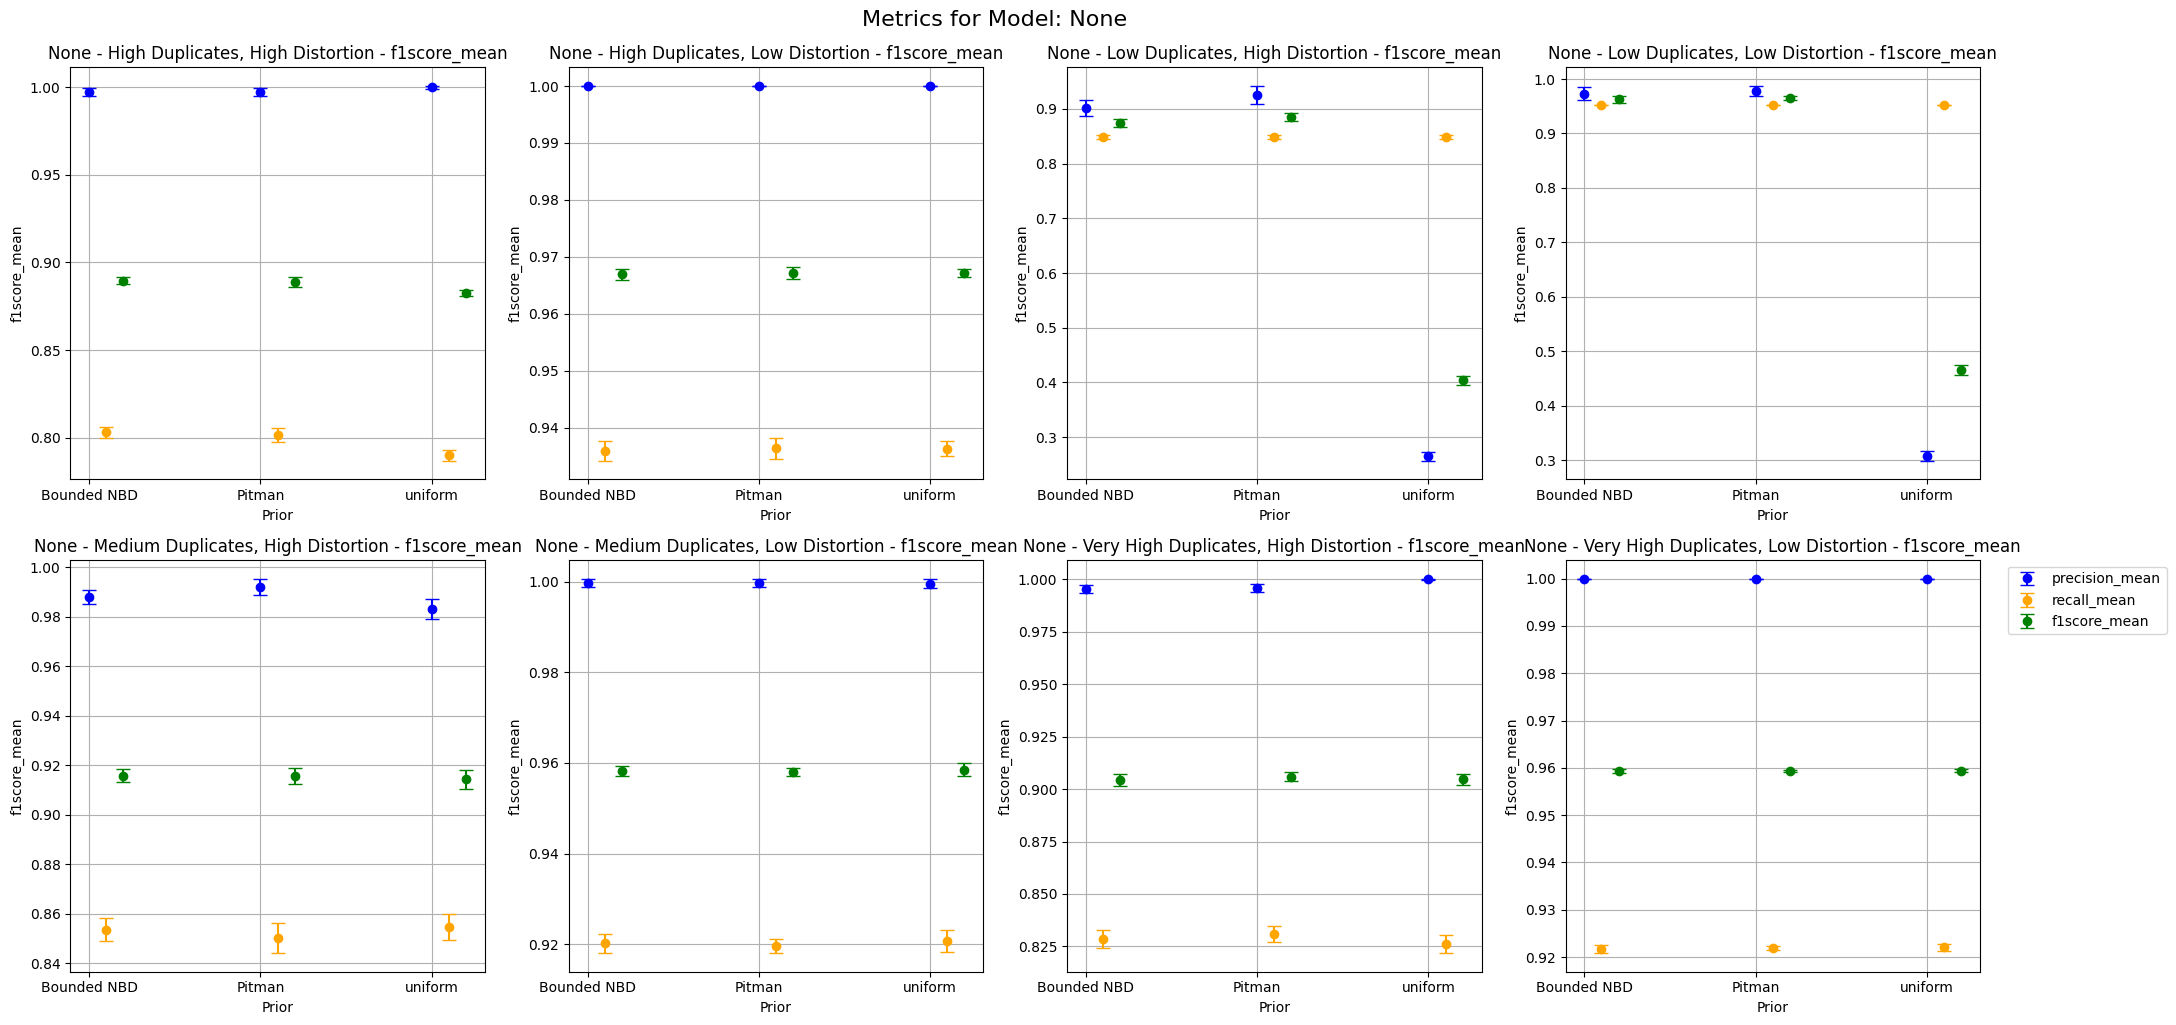 Metrics for Model: None
None - High Duplicates, High Distortion - f1score_mean
1.00
0.95
0.90
0.85
0.80
f1score_mean
Bounded NBD
Pitman
uniform
Prior
None - High Duplicates, Low Distortion - f1score_mean
1.00
0.99
0.98
0.97
0.96
0.95
0.94
f1score_mean
Bounded NBD
Pitman
uniform
Prior
None - Low Duplicates, High Distortion - f1score_mean
0.9
0.8
0.7
0.6
0.5
0.4
0.3
f1score_mean
Bounded NBD
Pitman
uniform
Prior
None - Low Duplicates, Low Distortion - f1score_mean
1.0
0.9
0.8
0.7
0.6
0.5
0.4
0.3
f1score_mean
Bounded NBD
Pitman
uniform
Prior
None - Medium Duplicates, High Distortion - f1score_mean
1.00
0.98
0.96
0.94
0.92
0.90
0.88
0.86
0.84
f1score_mean
Bounded NBD
Pitman
uniform
Prior
None - Medium Duplicates, Low Distortion - f1score_mean
1.00
0.98
0.96
0.94
0.92
f1score_mean
Bounded NBD
Pitman
uniform
Prior
None - Very High Duplicates, High Distortion - f1score_mean
1.000
0.975
0.950
0.925
0.900
0.875
0.850
0.825
f1score_mean
Bounded NBD
Pitman
uniform
Prior
None - Very High Duplicates, Low Distortion - f1score_mean
1.00
0.99
0.98
0.97
0.96
0.95
0.94
0.93
0.92
f1score_mean
Bounded NBD
Pitman
uniform
Prior
precision_mean
recall_mean
f1score_mean